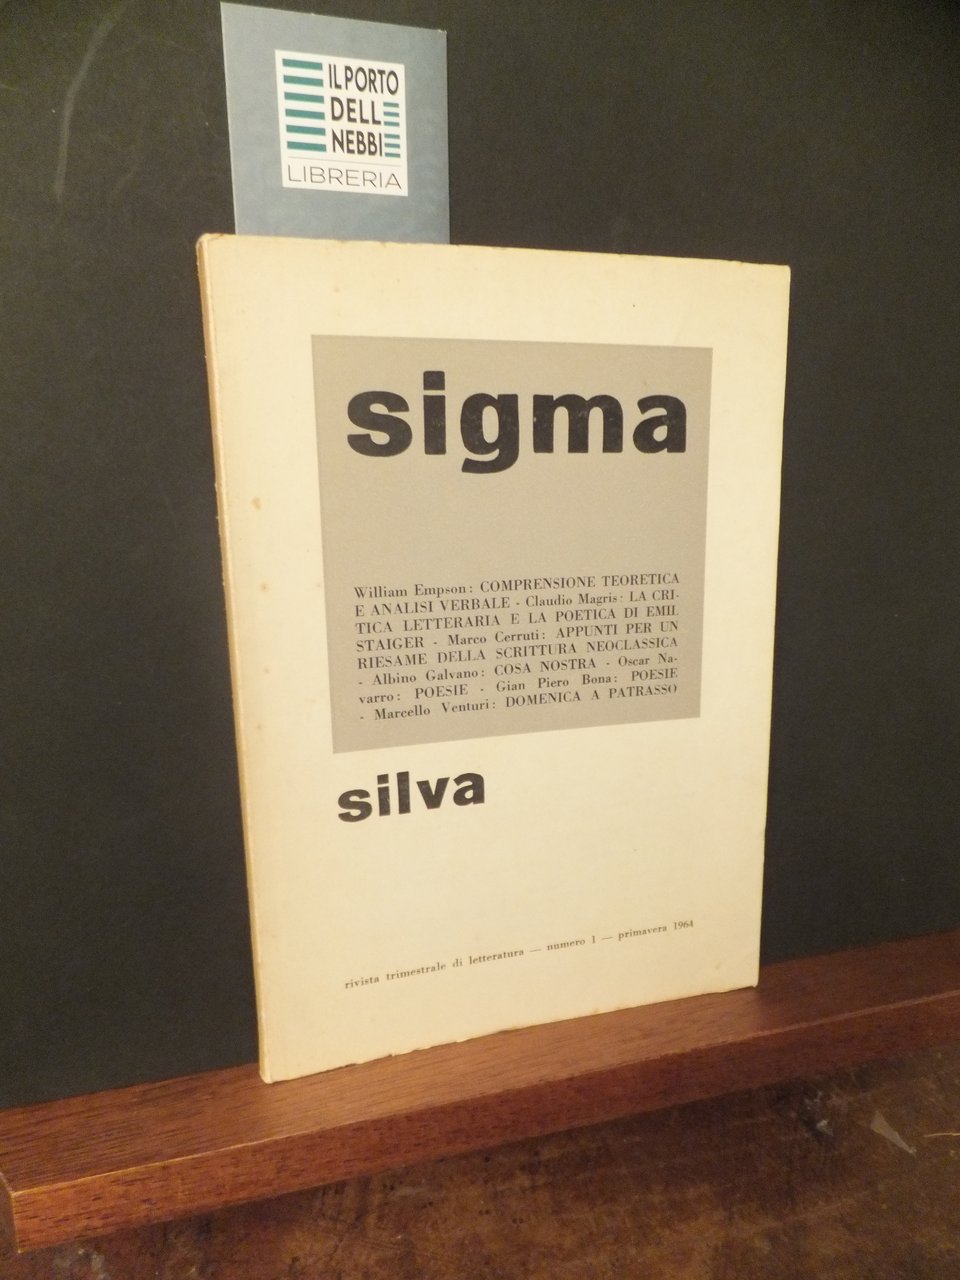 IL PORTO
DELL
NEBBI
LIBRERIA
sigma
William Empson: COMPRENSIONE TEORETICA
E ANALISI VERBALE - Claudio Magris: LA CRI-
TICA LETTERARIA E LA POETICA DI EMIL
STAIGER - Marco Cerruti: APPUNTI PER UN
RIESAME DELLA SCRITTURA NEOCLASSICA
- Albino Galvano: COSA NOSTRA - Oscar Na-
varro: POESIE - Gian Piero Bona: POESIE
- Marcello Venturi: DOMENICA A PATRASSO
silva
rivista trimestrale di letteratura — numero 1 — primavera 1964